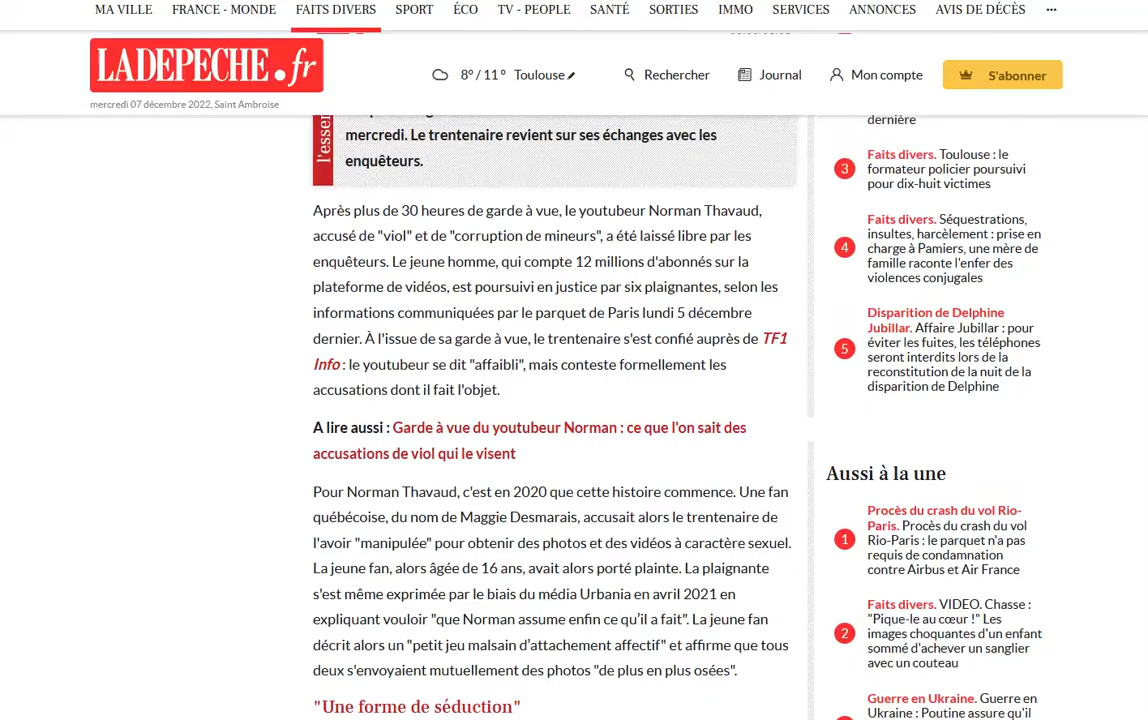 MA VILLE FRANCE - MONDE FAITS DIVERS SPORT ÉCO TV - PEOPLE SANTÉ SORTIES IMMO SERVICES ANNONCES AVIS DE DÉCÈS ...
LADEPECHE.fr
8° / 11° Toulouse
Rechercher
Journal
Mon compte
S'abonner
mercredi 07 décembre 2022, Saint Ambroise
mercredi. Le trentenaire revient sur ses échanges avec les
enquêteurs.
Après plus de 30 heures de garde à vue, le youtubeur Norman Thavaud,
accusé de "viol" et de "corruption de mineurs", a été laissé libre par les
enquêteurs. Le jeune homme, qui compte 12 millions d'abonnés sur la
plateforme de vidéos, est poursuivi en justice par six plaignantes, selon les
informations communiquées par le parquet de Paris lundi 5 décembre
dernier. À l'issue de sa garde à vue, le trentenaire s'est confié auprès de TF1
Info : le youtubeur se dit "affaibli", mais conteste formellement les
accusations dont il fait l'objet.
A lire aussi : Garde à vue du youtubeur Norman : ce que l'on sait des
accusations de viol qui le visent
Pour Norman Thavaud, c'est en 2020 que cette histoire commence. Une fan
québécoise, du nom de Maggie Desmarais, accusait alors le trentenaire de
l'avoir "manipulée" pour obtenir des photos et des vidéos à caractère sexuel.
La jeune fan, alors âgée de 16 ans, avait alors porté plainte. La plaignante
s'est même exprimée par le biais du média Urbania en avril 2021 en
expliquant vouloir "que Norman assume enfin ce qu'il a fait". La jeune fan
décrit alors un "petit jeu malsain d'attachement affectif" et affirme que tous
deux s'envoyaient mutuellement des photos "de plus en plus osées".
"Une forme de séduction"
dernière
3
Faits divers. Toulouse : le
formateur policier poursuivi
pour dix-huit victimes
4
Faits divers. Séquestrations,
insultes, harcèlement : prise en
charge à Pamiers, une mère de
famille raconte l'enfer des
violences conjugales
5
Disparition de Delphine
Jubillar. Affaire Jubillar : pour
éviter les fuites, les téléphones
seront interdits lors de la
reconstitution de la nuit de la
disparition de Delphine
Aussi à la une
1
Procès du crash du vol Rio-
Paris. Procès du crash du vol
Rio-Paris : le parquet n'a pas
requis de condamnation
contre Airbus et Air France
2
Faits divers. VIDEO. Chasse :
"Pique-le au cœur !" Les
images choquantes d'un enfant
sommé d'achever un sanglier
avec un couteau
Guerre en Ukraine. Guerre en
Ukraine : Poutine assure qu'il